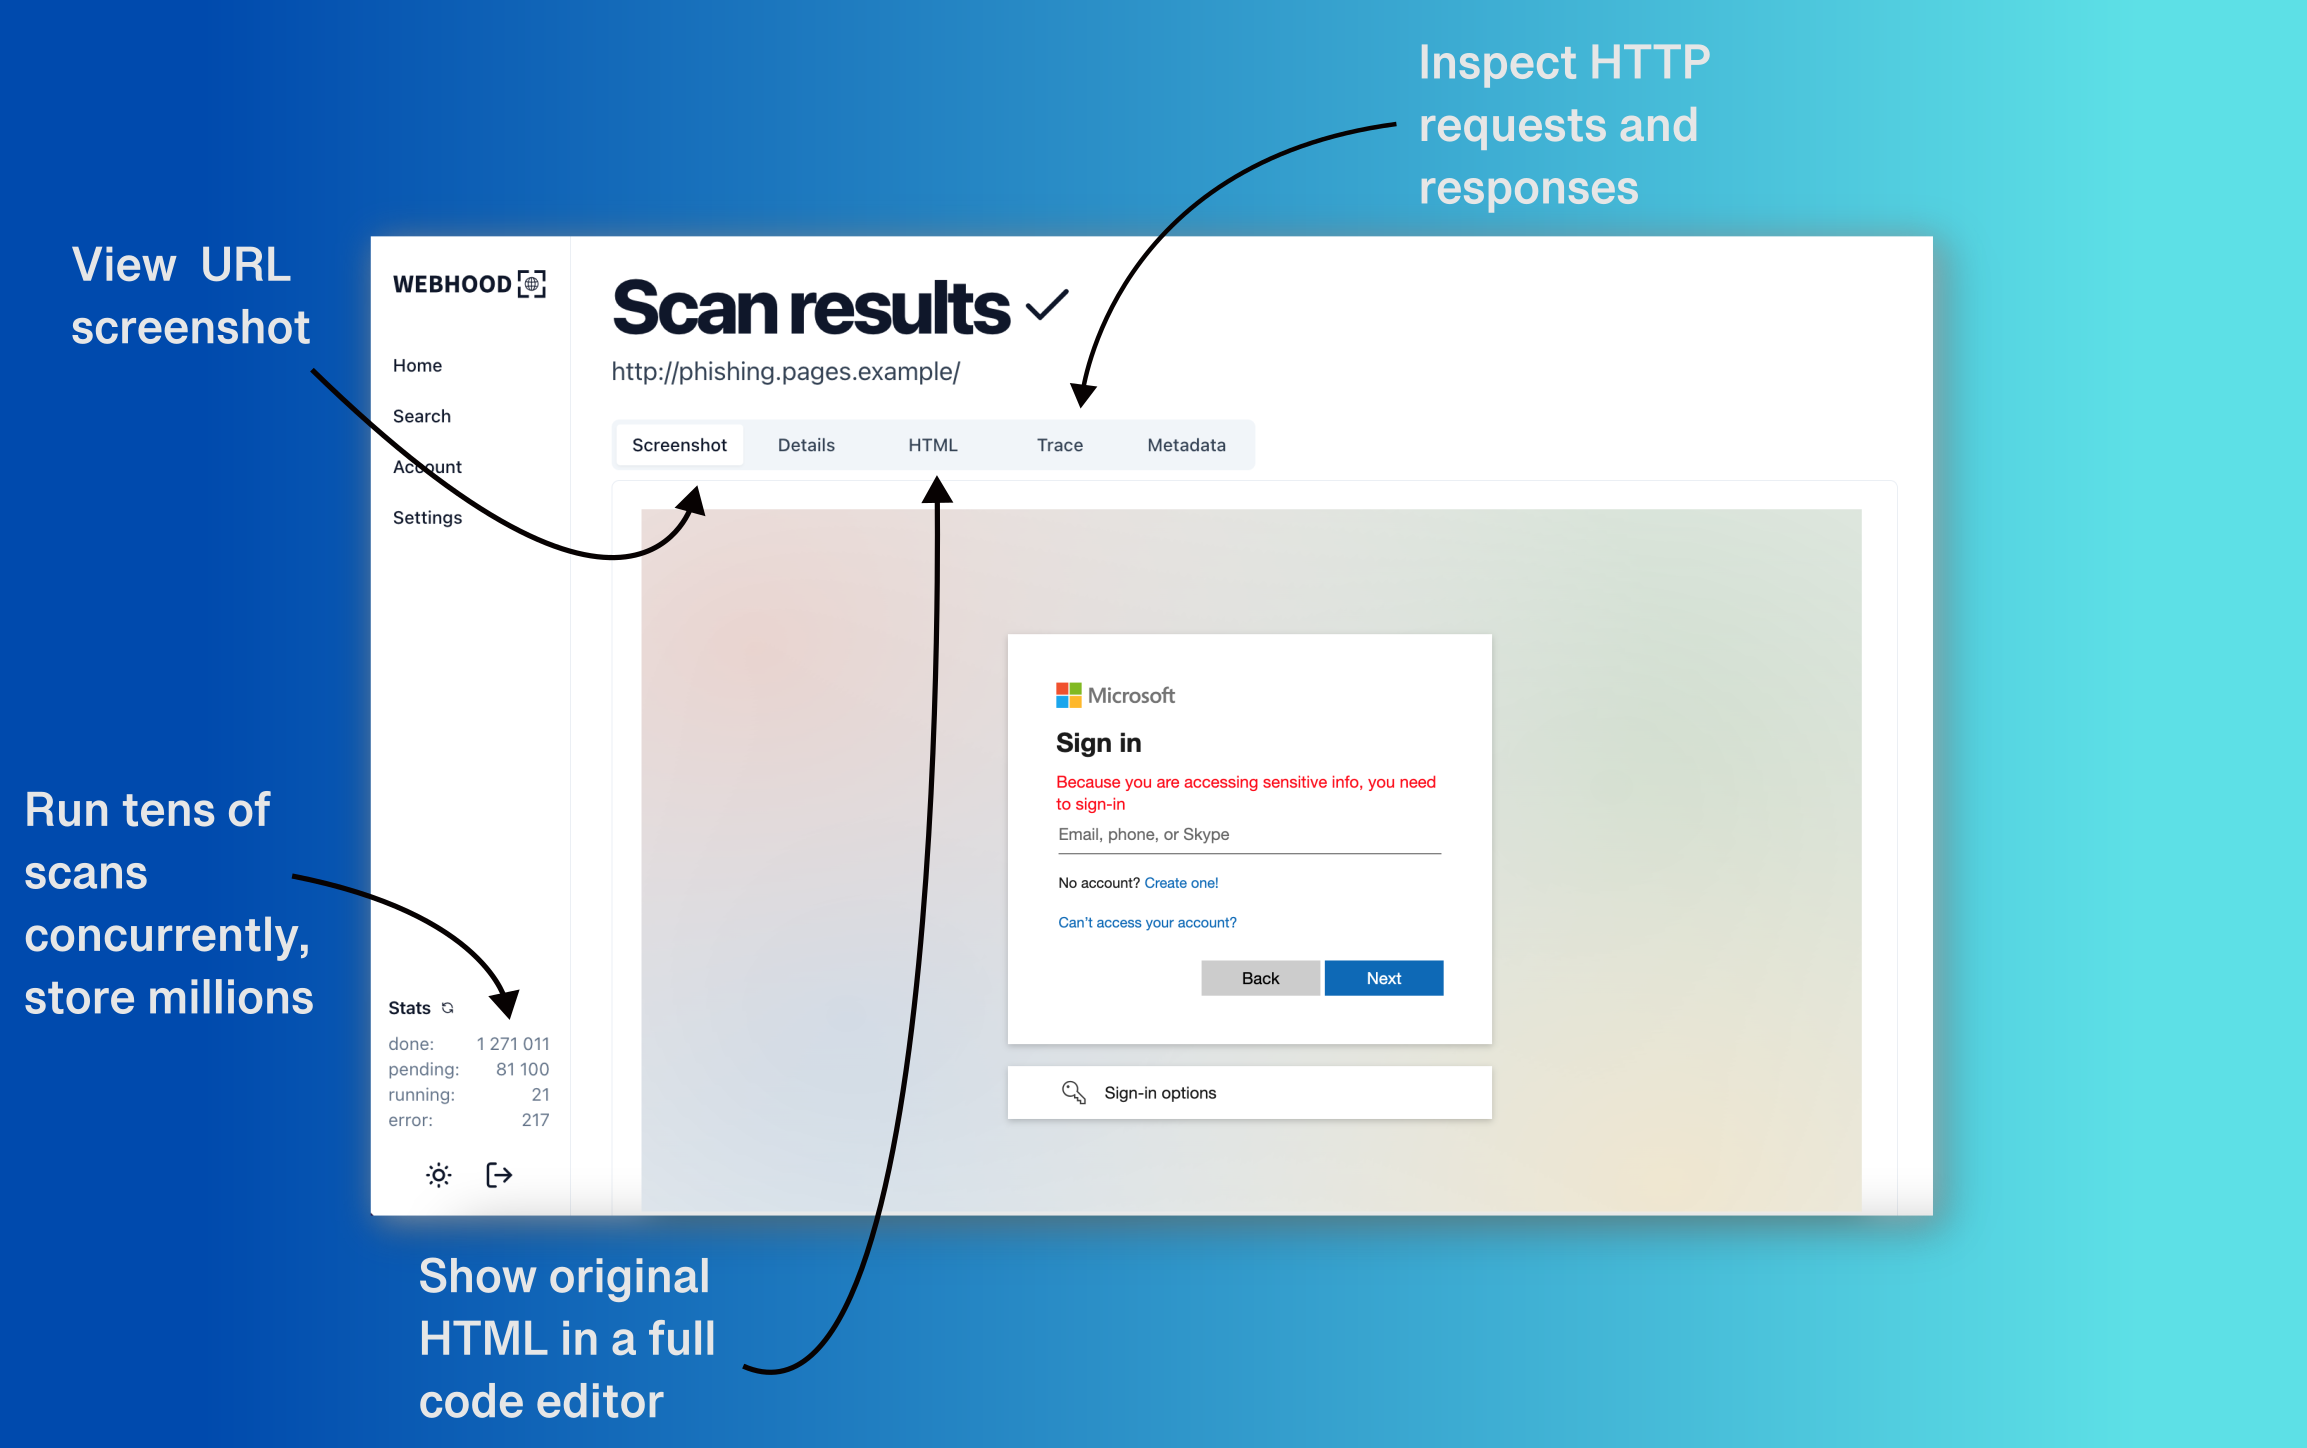 Inspect HTTP
requests and
responses
View URL
screenshot
WEBHOOD
Home
Search
Account
Settings
Scan results
http://phishing.pages.example/
Screenshot Details HTML Trace Metadata
Microsoft
Sign in
Because you are accessing sensitive info, you need
to sign-in
Email, phone, or Skype
No account? Create one!
Can't access your account?
Back Next
Sign-in options
Run tens of
scans
concurrently,
store millions
Stats
done: 1 271 011
pending: 81 100
running: 21
error: 217
Show original
HTML in a full
code editor